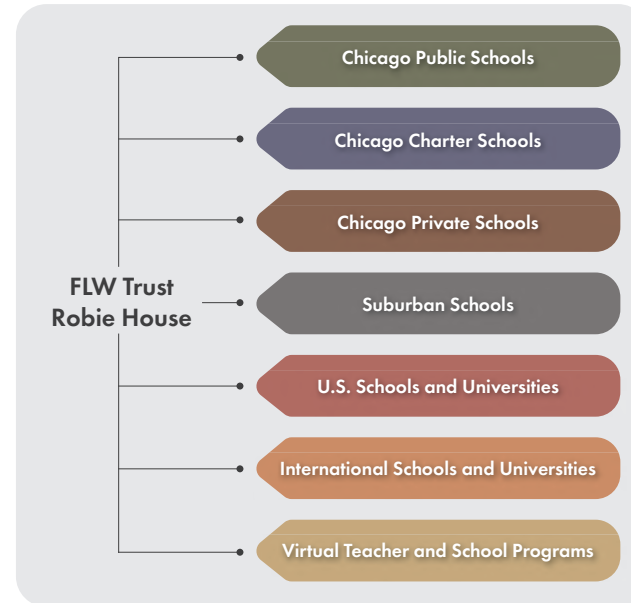 Chicago Public Schools
Chicago Charter Schools
Chicago Private Schools
FLW Trust
Robie House
Suburban Schools
U.S. Schools and Universities
International Schools and Universities
Virtual Teacher and School Programs